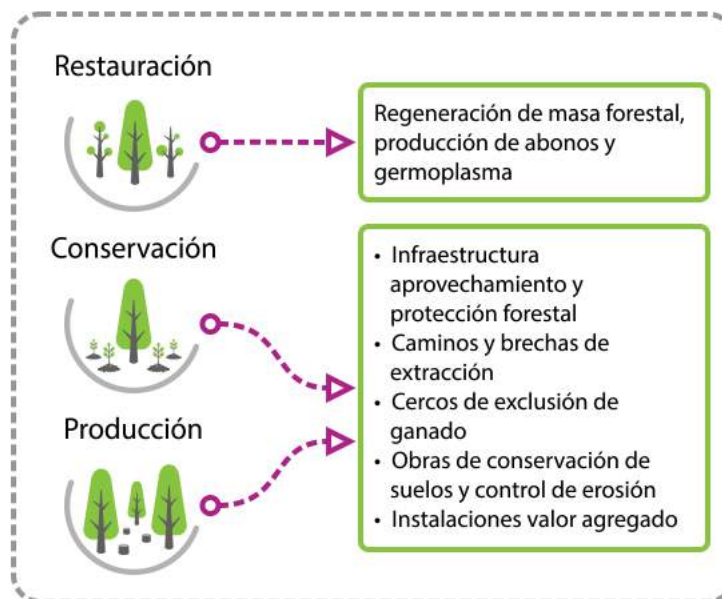 Restauración
Regeneración de masa forestal,
producción de abonos y
germoplasma
Conservación
Producción
• Infraestructura
aprovechamiento y
protección forestal
• Caminos y brechas de
extracción
• Cercos de exclusión de
ganado
• Obras de conservación de
suelos y control de erosión
• Instalaciones valor agregado